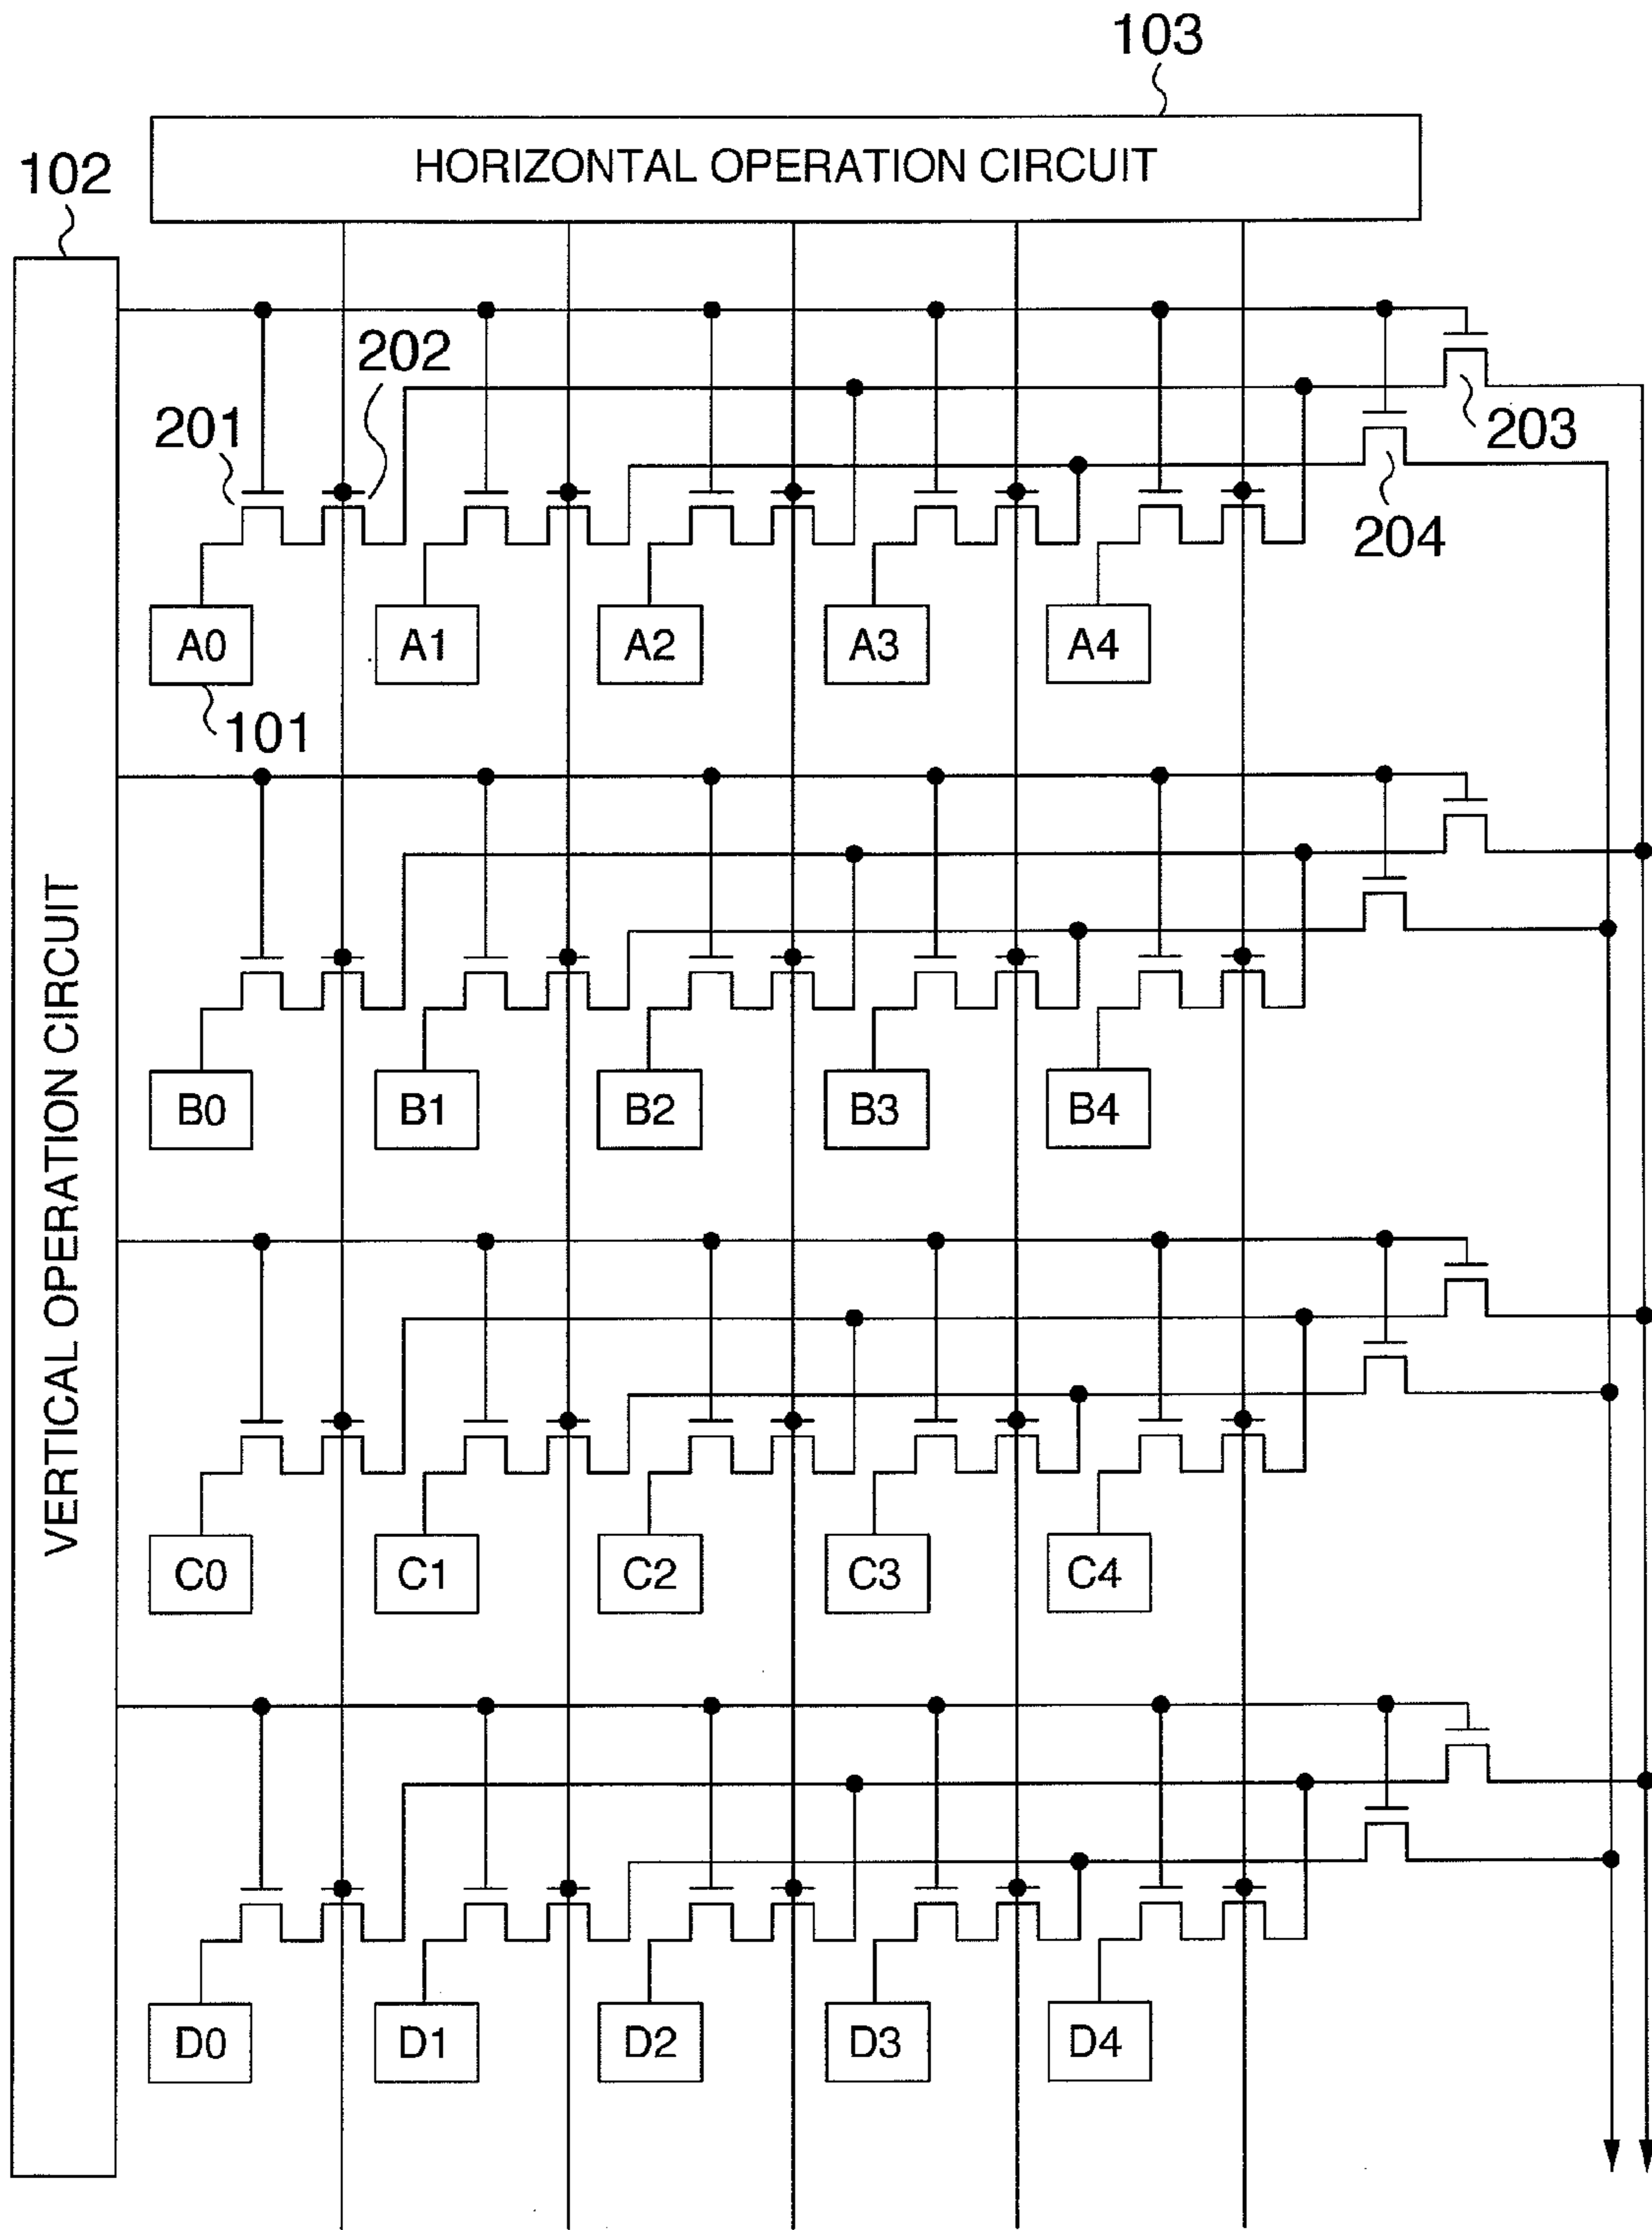 103
HORIZONTAL OPERATION CIRCUIT
102
VERTICAL OPERATION CIRCUIT
202
201
203
204
A0
A1
A2
A3
A4
101
B0
B1
B2
B3
B4
C0
C1
C2
C3
C4
D0
D1
D2
D3
D4